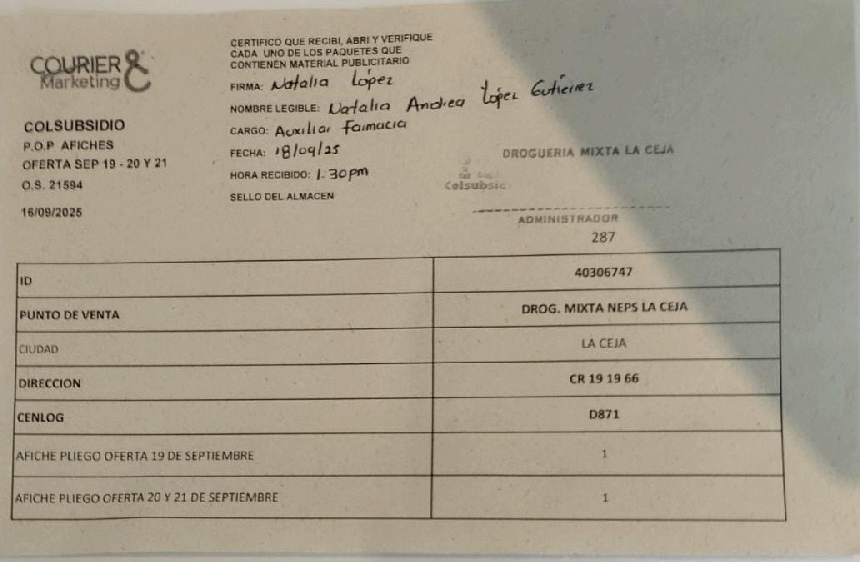 COURIER &
Marketing
COLSUBSIDIO
P.O.P AFICHES
OFERTA SEP 19 - 20 Y 21
O.S. 21594
16/09/2025
CERTIFICO QUE RECIBI, ABRI Y VERIFIQUE
CADA UNO DE LOS PAQUETES QUE
CONTIENEN MATERIAL PUBLICITARIO
FIRMA: Natalia López
NOMBRE LEGIBLE: Natalia Andrea López Gutiérrez
CARGO: Auxiliar Farmacia
FECHA: 18/09/25
HORA RECIBIDO: 1:30pm
SELLO DEL ALMACEN
DROGUERIA MIXTA LA CEJA
Colsubsic
ADMINISTRADOR
287
ID 40306747
PUNTO DE VENTA DROG. MIXTA NEPS LA CEJA
CIUDAD LA CEJA
DIRECCION CR 19 19 66
CENLOG D871
AFICHE PLIEGO OFERTA 19 DE SEPTIEMBRE 1
AFICHE PLIEGO OFERTA 20 Y 21 DE SEPTIEMBRE 1